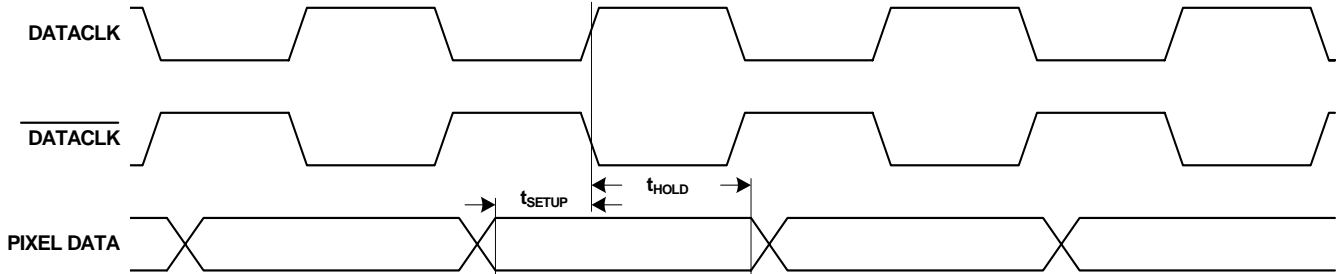 DATACLK
DATACLK
tHOLD
tSETUP
PIXEL DATA